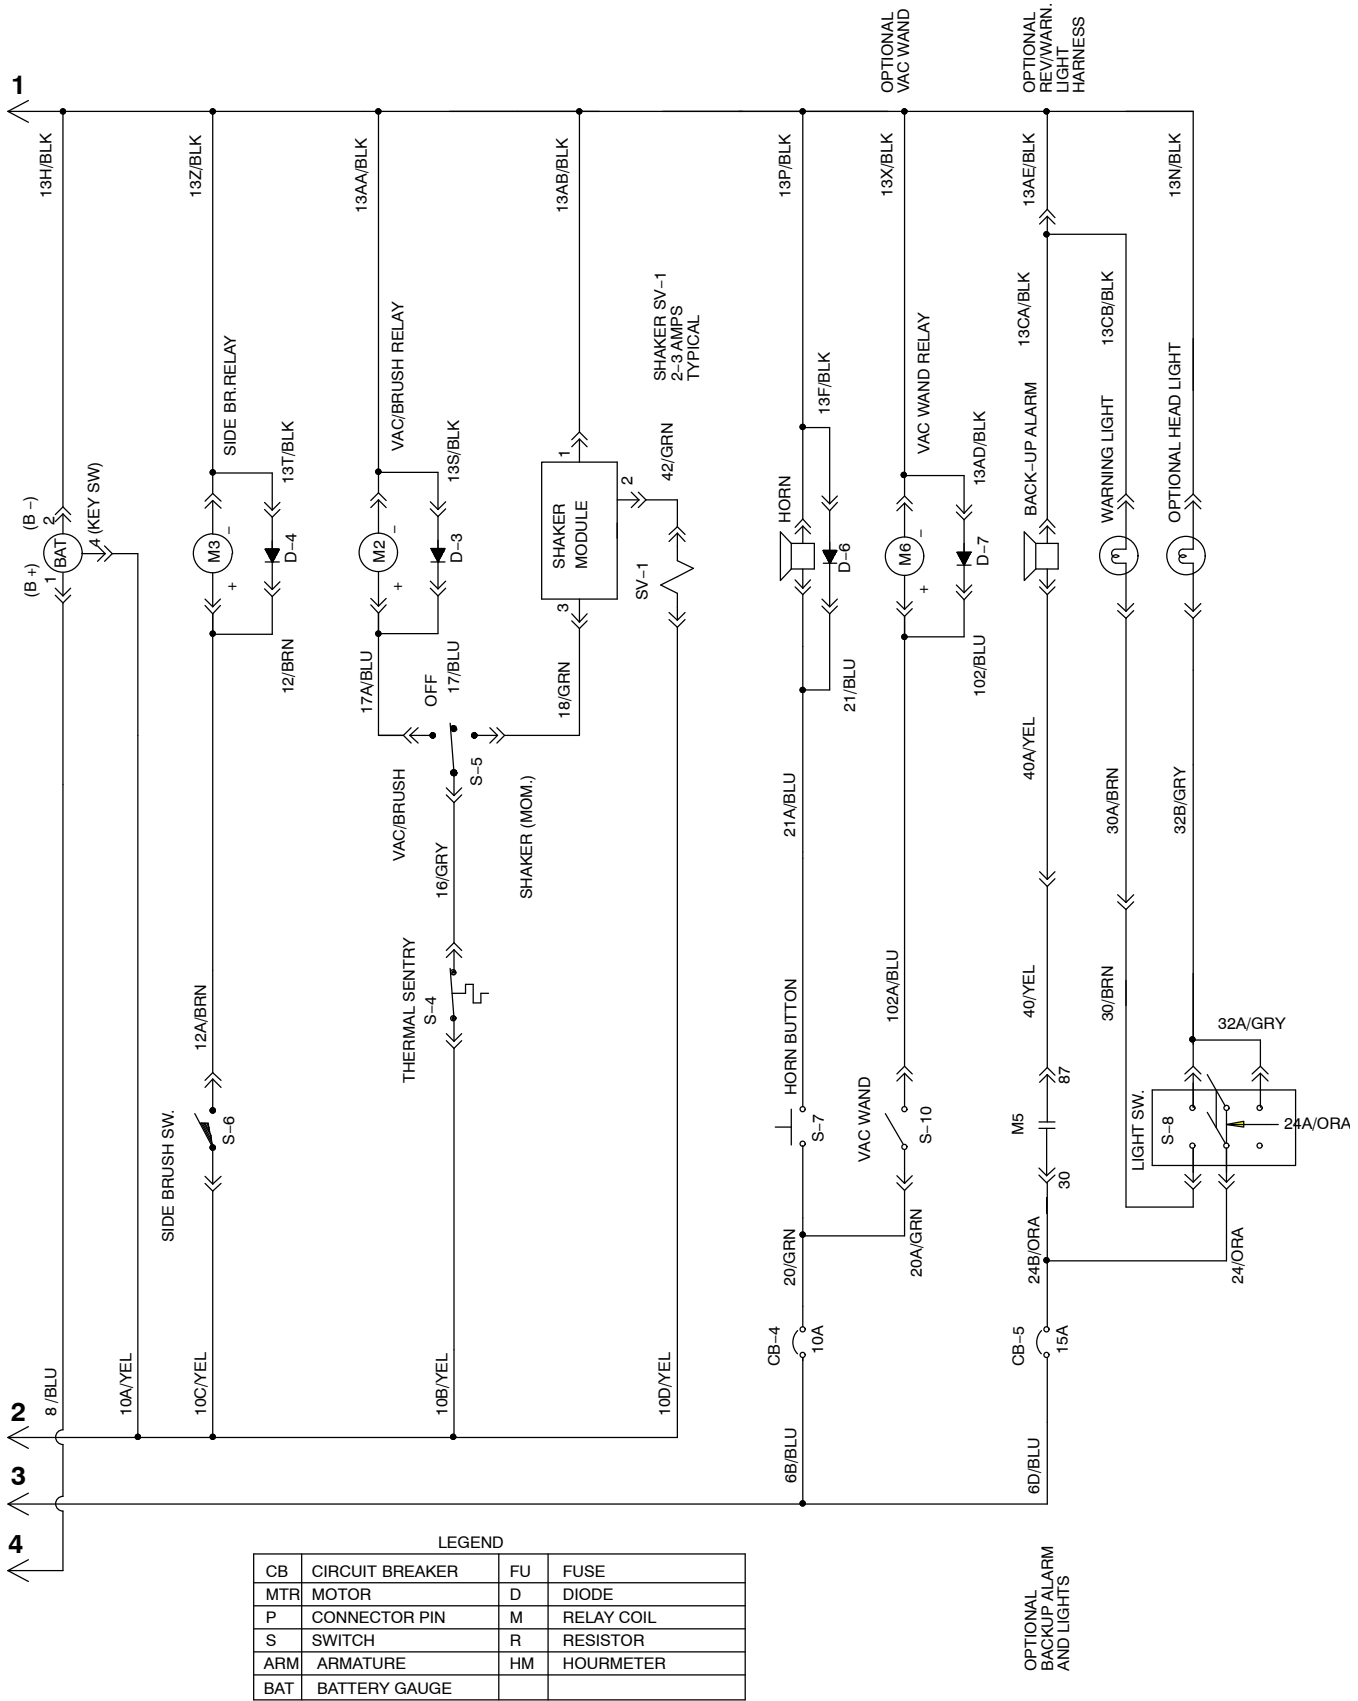 OPTIONAL
VAC WAND
OPTIONAL
REV/WARN.
LIGHT
HARNESS
1
13H/BLK
13Z/BLK
13AA/BLK
13AB/BLK
13P/BLK
13X/BLK
13AE/BLK
13N/BLK
SHAKER SV-1
2-3 AMPS
TYPICAL
13CA/BLK
13CB/BLK
SIDE BR.RELAY
VAC/BRUSH RELAY
13F/BLK
VAC WAND RELAY
BACK-UP ALARM
WARNING LIGHT
OPTIONAL HEAD LIGHT
(B -)
2
4 (KEY SW)
13T/BLK
13S/BLK
1
2
42/GRN
HORN
13AD/BLK
(B +)
1
BAT
M3
-
+
D-4
M2
-
+
D-3
SHAKER
MODULE
3
SV-1
D-6
M6
-
+
D-7
12/BRN
17A/BLU
OFF
17/BLU
18/GRN
21/BLU
102/BLU
VAC/BRUSH
S-5
SHAKER (MOM.)
21A/BLU
40A/YEL
30A/BRN
32B/GRY
16/GRY
THERMAL SENTRY
S-4
12A/BRN
HORN BUTTON
102A/BLU
40/YEL
30/BRN
32A/GRY
SIDE BRUSH SW.
S-6
S-7
VAC WAND
S-10
M5
87
30
LIGHT SW.
S-8
24A/ORA
20/GRN
20A/GRN
24B/ORA
24/ORA
CB-4
10A
CB-5
15A
2
8 /BLU
10A/YEL
10C/YEL
10B/YEL
10D/YEL
3
6B/BLU
6D/BLU
4
OPTIONAL
BACKUP ALARM
AND LIGHTS
LEGEND
CB CIRCUIT BREAKER FU FUSE
MTR MOTOR D DIODE
P CONNECTOR PIN M RELAY COIL
S SWITCH R RESISTOR
ARM ARMATURE HM HOURMETER
BAT BATTERY GAUGE